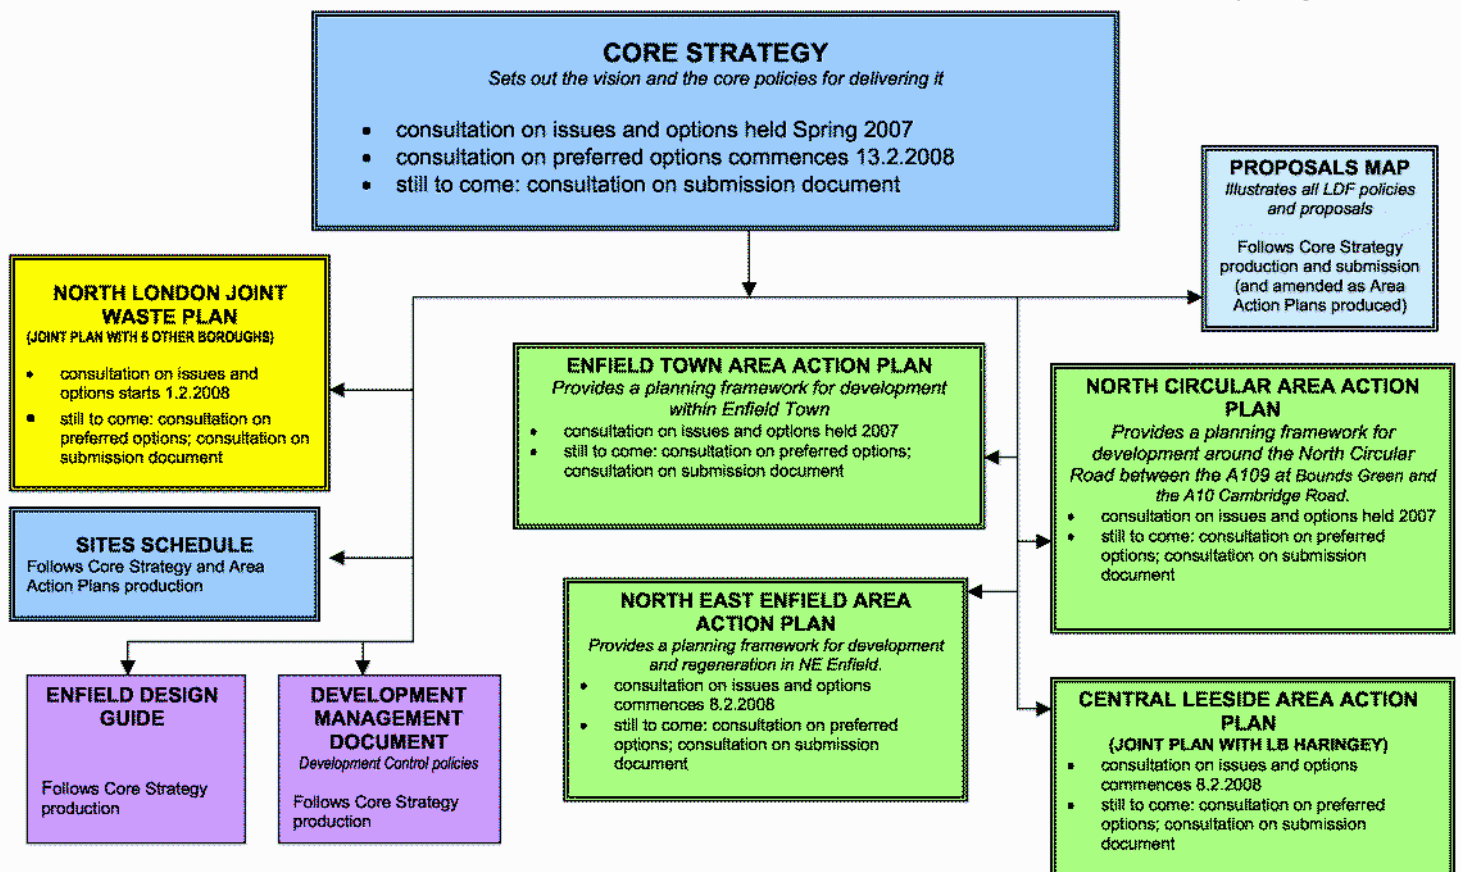 CORE STRATEGY
Sets out the vision and the core policies for delivering it
• consultation on issues and options held Spring 2007
• consultation on preferred options commences 13.2.2008
• still to come: consultation on submission document
PROPOSALS MAP
Illustrates all LDF policies
and proposals
Follows Core Strategy
production and submission
(and amended as Area
Action Plans produced)
NORTH LONDON JOINT
WASTE PLAN
(JOINT PLAN WITH 6 OTHER BOROUGHS)
• consultation on issues and
options starts 1.2.2008
• still to come: consultation on
preferred options; consultation on
submission document
ENFIELD TOWN AREA ACTION PLAN
Provides a planning framework for development
within Enfield Town
• consultation on issues and options held 2007
• still to come: consultation on preferred options;
consultation on submission document
NORTH CIRCULAR AREA ACTION
PLAN
Provides a planning framework for
development around the North Circular
Road between the A109 at Bounds Green and
the A10 Cambridge Road.
• consultation on issues and options held 2007
• still to come: consultation on preferred
options; consultation on submission
document
SITES SCHEDULE
Follows Core Strategy and Area
Action Plans production
NORTH EAST ENFIELD AREA
ACTION PLAN
Provides a planning framework for development
and regeneration in NE Enfield.
• consultation on issues and options
commences 8.2.2008
• still to come: consultation on preferred
options; consultation on submission
document
ENFIELD DESIGN
GUIDE
Follows Core Strategy
production
DEVELOPMENT
MANAGEMENT
DOCUMENT
Development Control policies
Follows Core Strategy
production
CENTRAL LEESIDE AREA ACTION
PLAN
(JOINT PLAN WITH LB HARINGEY)
• consultation on issues and options
commences 8.2.2008
• still to come: consultation on preferred
options; consultation on submission
document